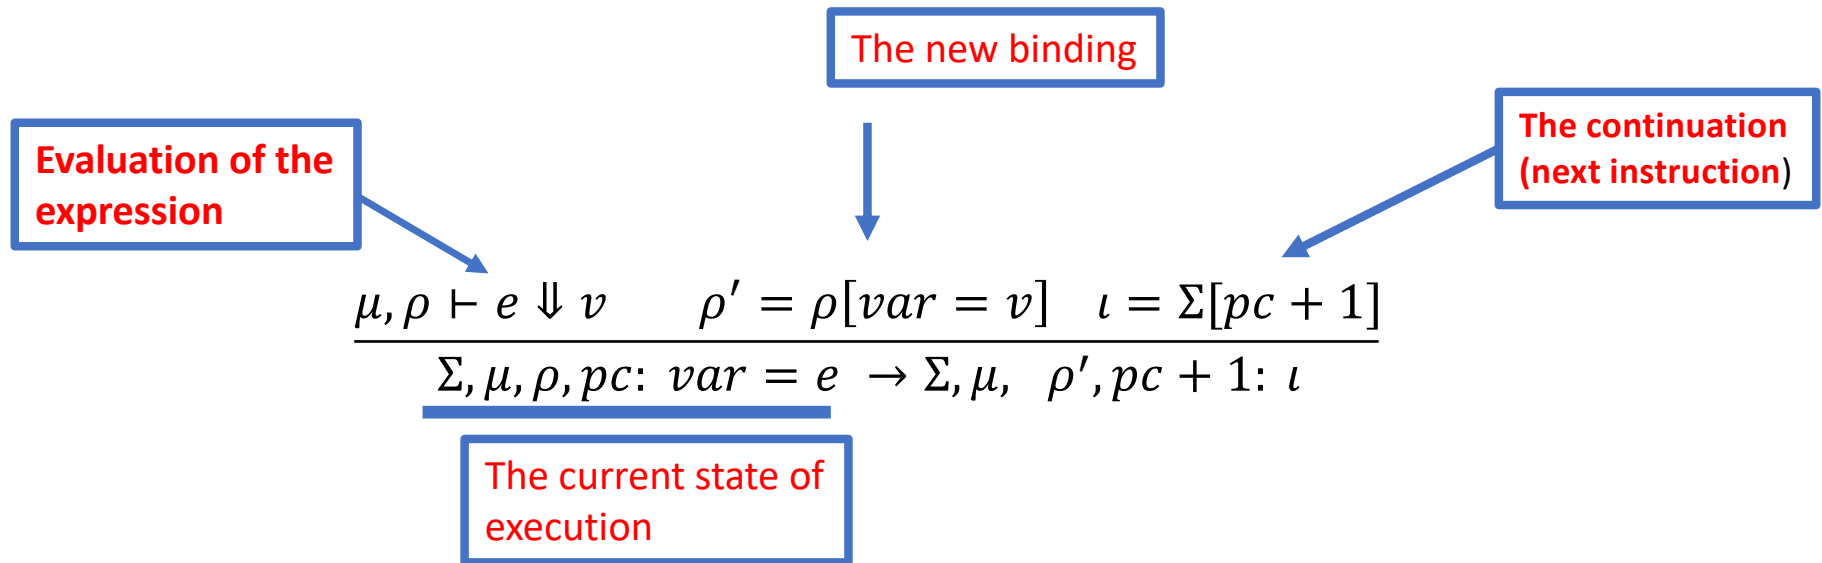 The new binding
Evaluation of the
expression
The continuation
(next instruction)
μ, ρ ⊢ e ⇓ v ρ′ = ρ[var = v] ι = Σ[pc + 1]
Σ, μ, ρ, pc: var = e → Σ, μ, ρ′, pc + 1: ι
The current state of
execution